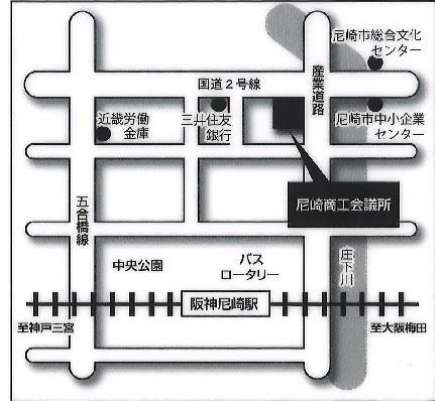 尼崎市総合文化
センター
国道2号線
産業道路
近畿労働
金庫
三井住友
銀行
尼崎市中小企業
センター
尼崎商工会議所
五合橋線
中央公園
バス
ロータリー
庄下川
阪神尼崎駅
至神戸三宮
至大阪梅田